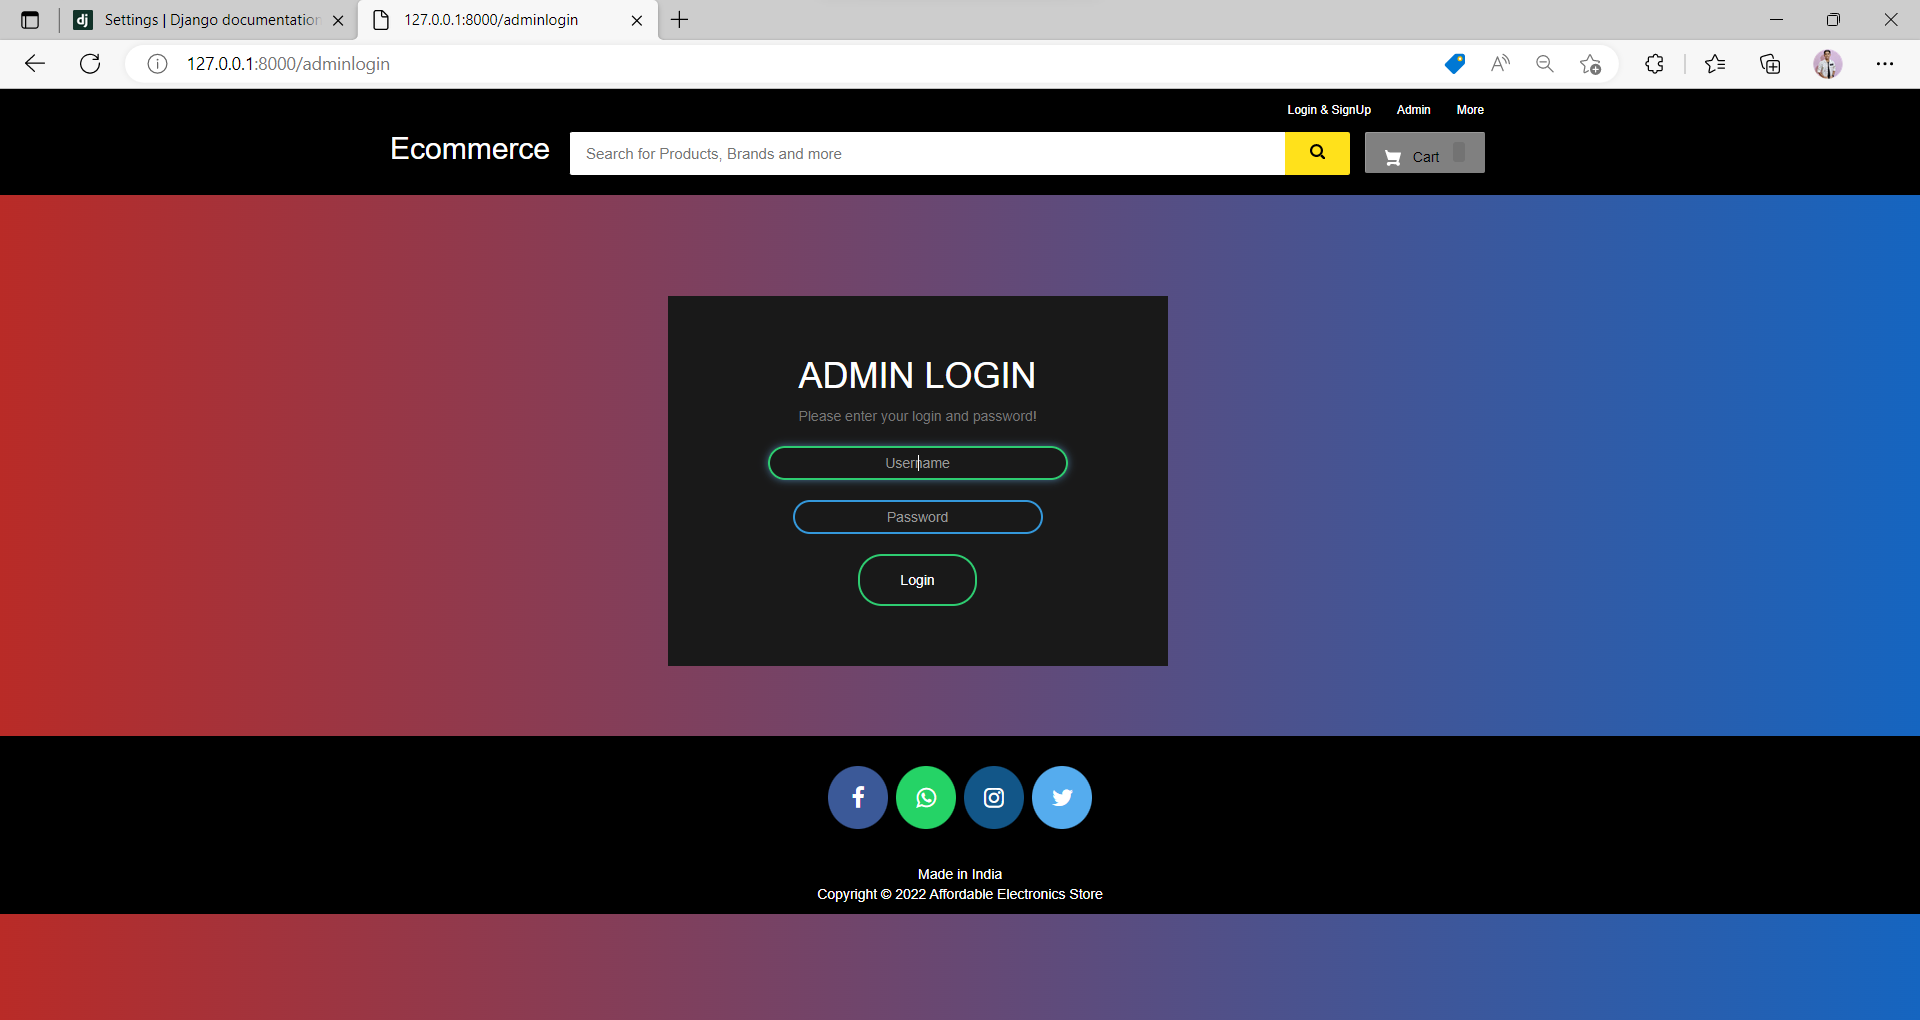 dj Settings | Django documentation
127.0.0.1:8000/adminlogin
127.0.0.1:8000/adminlogin
Login & SignUp Admin More
Ecommerce Search for Products, Brands and more Cart
ADMIN LOGIN
Please enter your login and password!
Username
Password
Login
Made in India
Copyright © 2022 Affordable Electronics Store